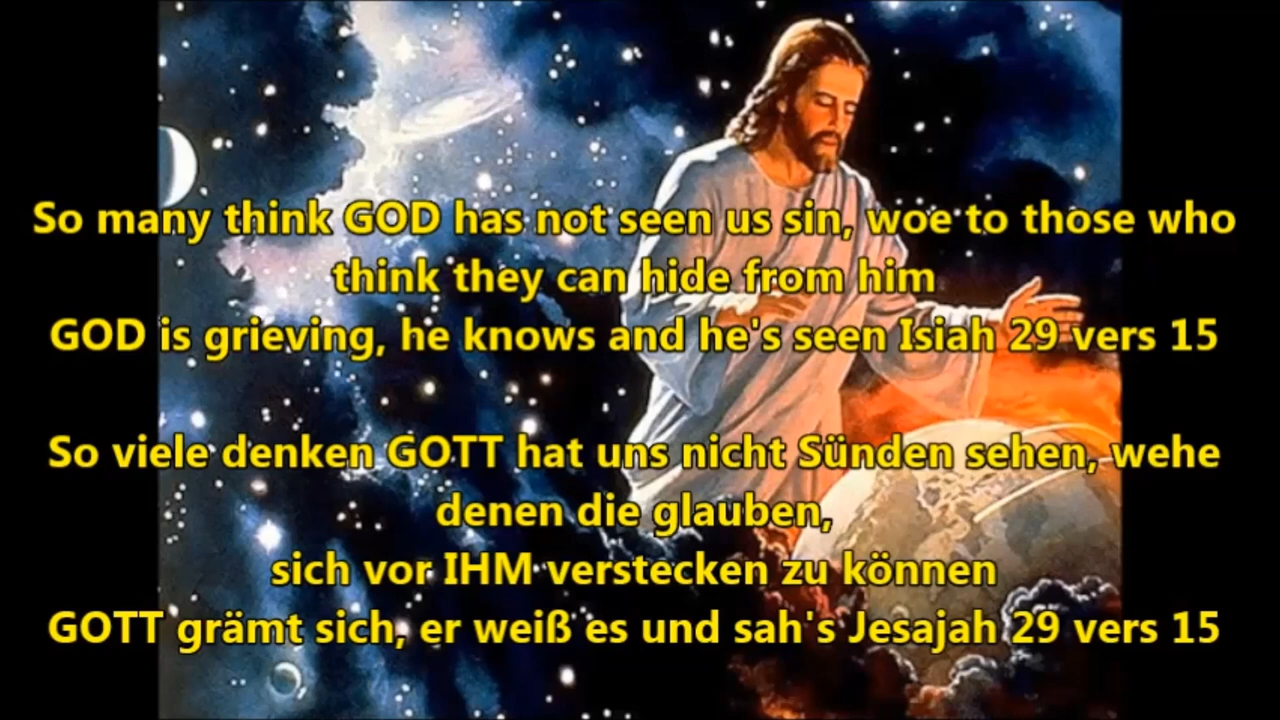 So many think GOD has not seen us sin, woe to those who
think they can hide from him
GOD is grieving, he knows and he's seen Isiah 29 vers 15
So viele denken GOTT hat uns nicht Sünden sehen, wehe
denen die glauben,
sich vor IHM verstecken zu können
GOTT grämt sich, er weiß es und sah's Jesajah 29 vers 15